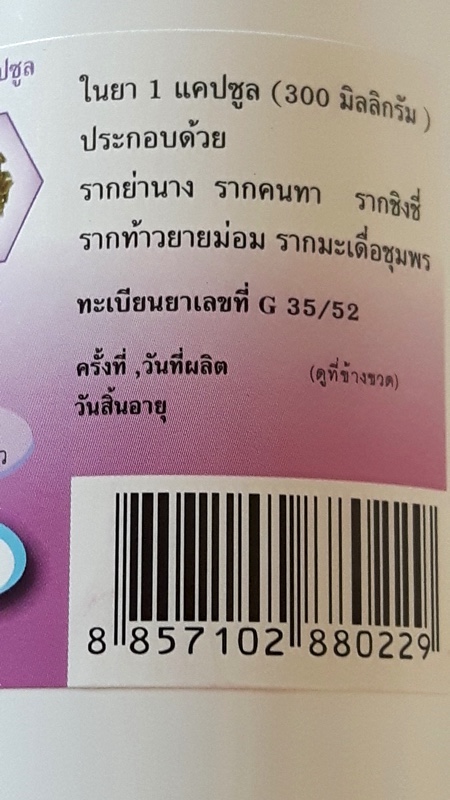 ปซูล
ในยา 1 แคปซูล (300 มิลลิกรัม)
ประกอบด้วย
รากย่านาง รากคนทา รากชิงชี่
รากท้าวยายม่อม รากมะเดื่อชุมพร
ทะเบียนยาเลขที่ G 35/52
ครั้งที่ ,วันที่ผลิต (ดูที่ข้างขวด)
วันสิ้นอายุ
ว
8 857102 880229